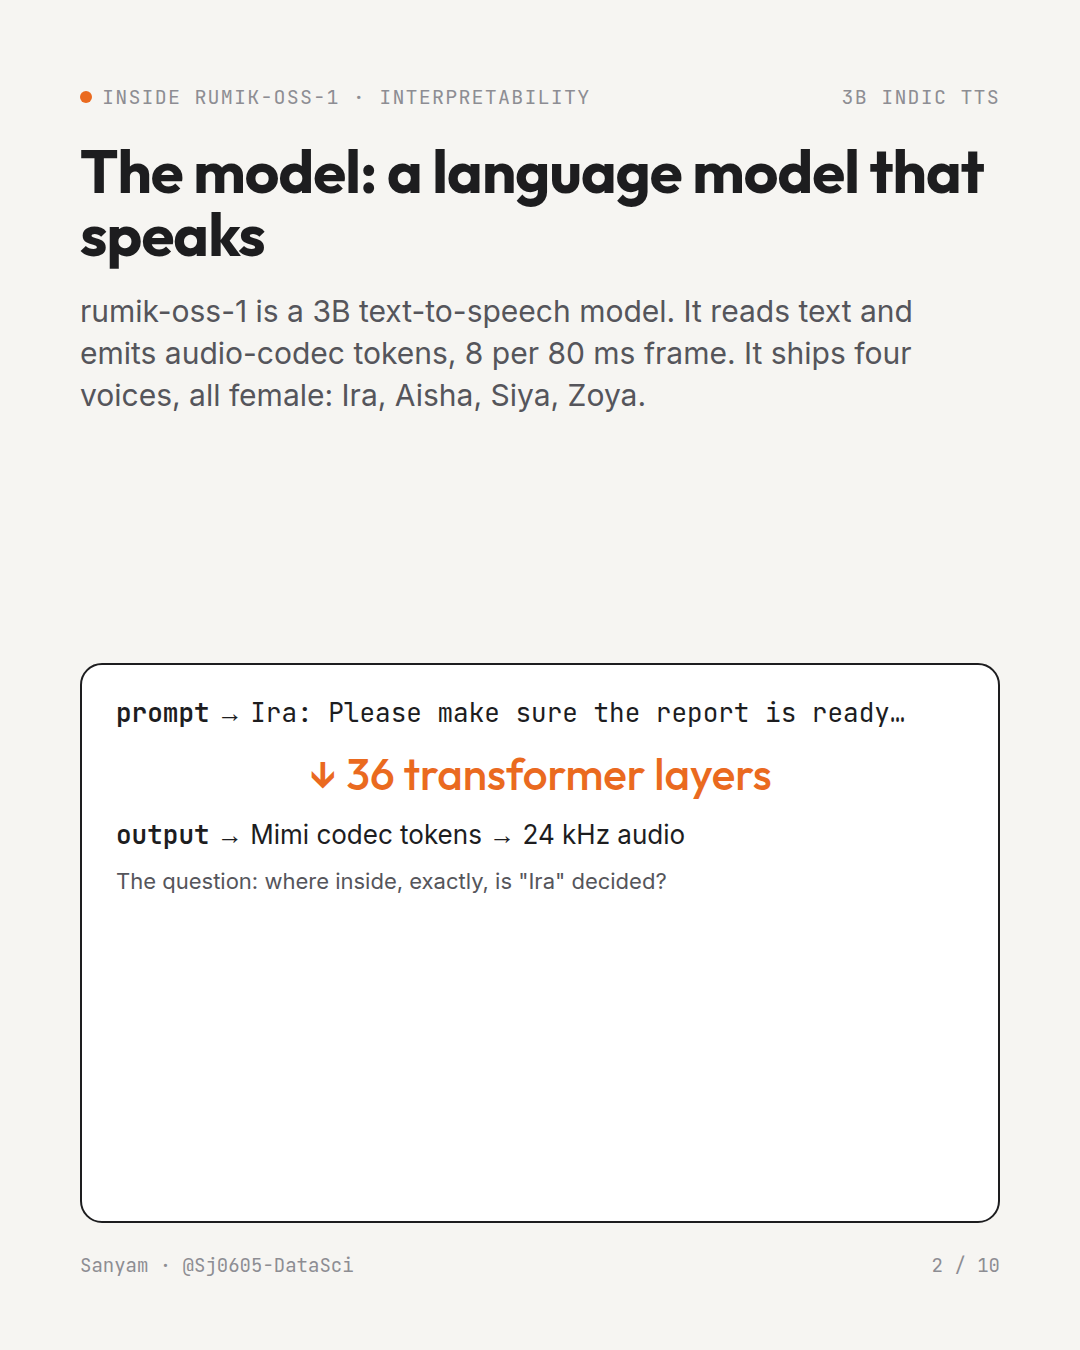 INSIDE RUMIK-OSS-1 · INTERPRETABILITY
3B INDIC TTS
The model: a language model that
speaks
rumik-oss-1 is a 3B text-to-speech model. It reads text and
emits audio-codec tokens, 8 per 80 ms frame. It ships four
voices, all female: Ira, Aisha, Siya, Zoya.
prompt → Ira: Please make sure the report is ready…
↓ 36 transformer layers
output → Mimi codec tokens → 24 kHz audio
The question: where inside, exactly, is "Ira" decided?
Sanyam · @Sj0605-DataSci
2 / 10